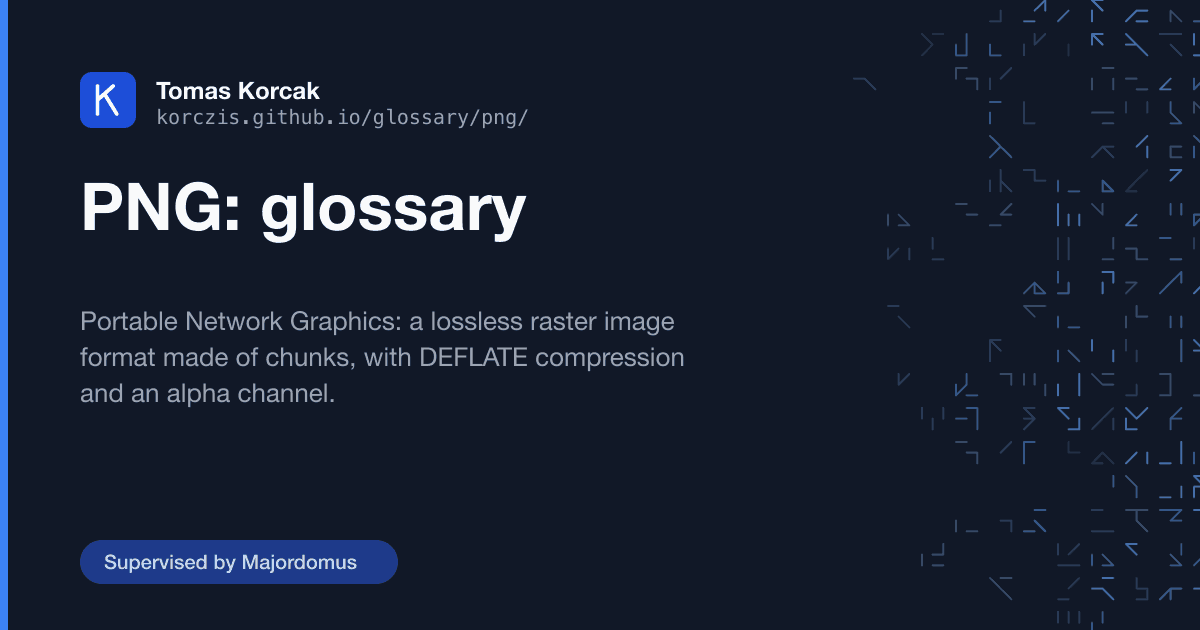 K
Tomas Korcak
korczis.github.io/glossary/png/
PNG: glossary
Portable Network Graphics: a lossless raster image
format made of chunks, with DEFLATE compression
and an alpha channel.
Supervised by Majordomus